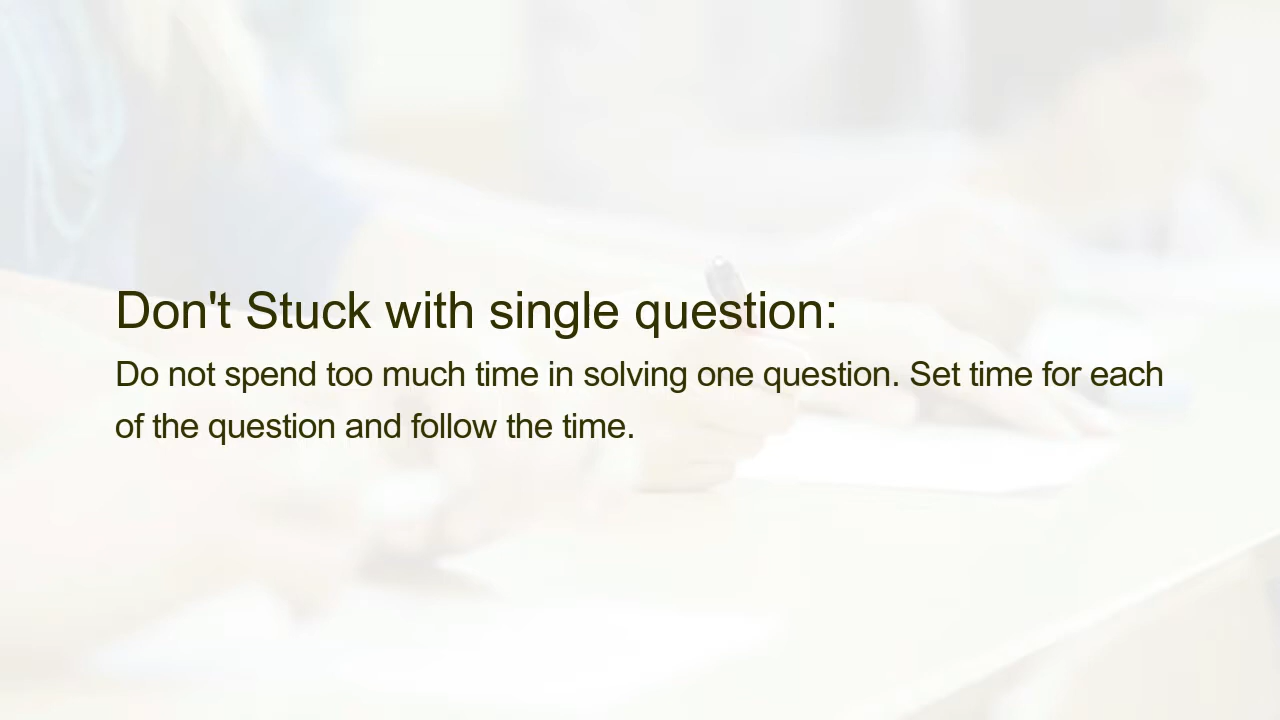 Don't Stuck with single question:
Do not spend too much time in solving one question. Set time for each
of the question and follow the time.